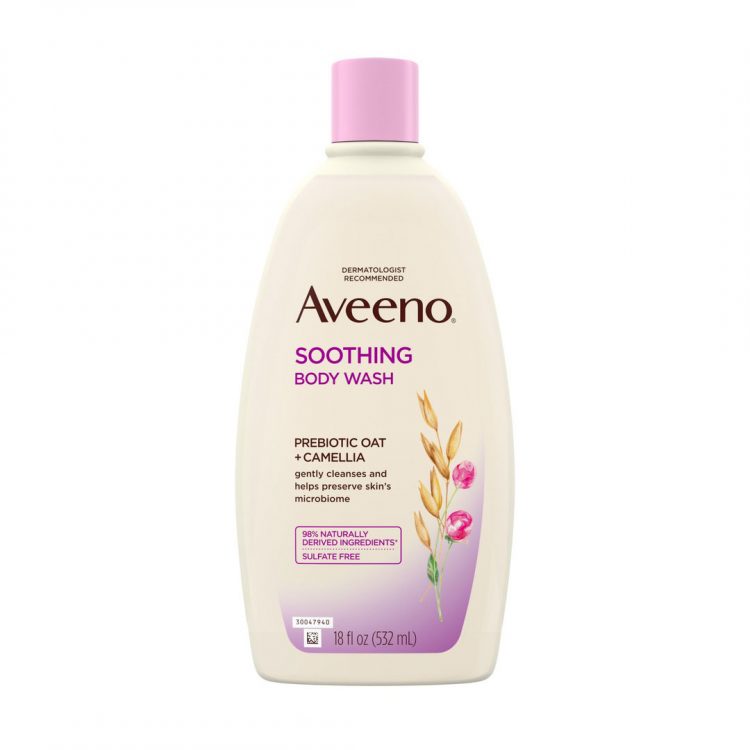 DERMATOLOGIST
RECOMMENDED
Aveeno®
SOOTHING
BODY WASH
PREBIOTIC OAT
+ CAMELLIA
gently cleanses and
helps preserve skin's
microbiome
98% NATURALLY
DERIVED INGREDIENTS*
SULFATE FREE
30047940
18 fl oz (532 mL)